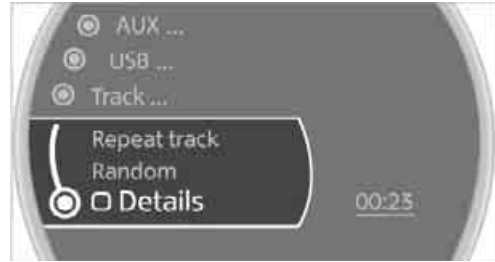 AUX ...
USB ...
Track ...
Repeat track
Random
Details
00:23